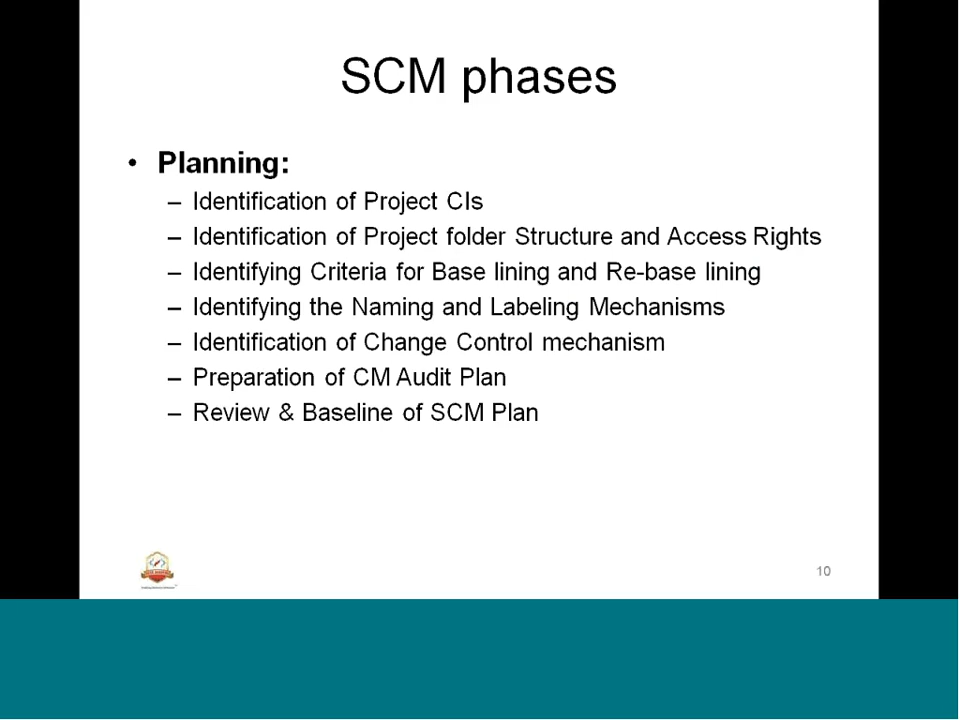 SCM phases
• Planning:
– Identification of Project CIs
– Identification of Project folder Structure and Access Rights
– Identifying Criteria for Base lining and Re-base lining
– Identifying the Naming and Labeling Mechanisms
– Identification of Change Control mechanism
– Preparation of CM Audit Plan
– Review & Baseline of SCM Plan
10